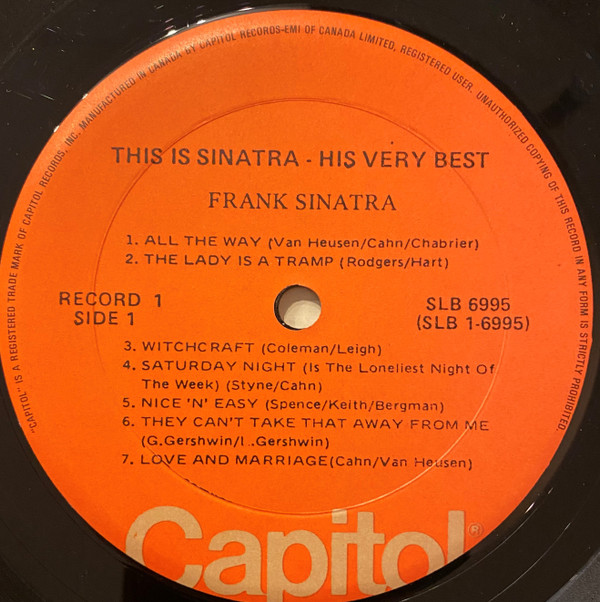 "CAPITOL" IS A REGISTERED TRADE MARK OF CAPITOL RECORDS, INC. MANUFACTURED IN CANADA BY CAPITOL RECORDS-EMI OF CANADA LIMITED, REGISTERED USER. UNAUTHORIZED COPYING OF THIS RECORD IN ANY FORM IS STRICTLY PROHIBITED.
THIS IS SINATRA - HIS VERY BEST
FRANK SINATRA
1. ALL THE WAY (Van Heusen/Cahn/Chabrier)
2. THE LADY IS A TRAMP (Rodgers/Hart)
RECORD 1
SIDE 1
SLB 6995
(SLB 1-6995)
3. WITCHCRAFT (Coleman/Leigh)
4. SATURDAY NIGHT (Is The Loneliest Night Of
The Week) (Styne/Cahn)
5. NICE 'N' EASY (Spence/Keith/Bergman)
6. THEY CAN'T TAKE THAT AWAY FROM ME
(G.Gershwin/I..Gershwin)
7. LOVE AND MARRIAGE(Cahn/Van Heusen)
Capitol®